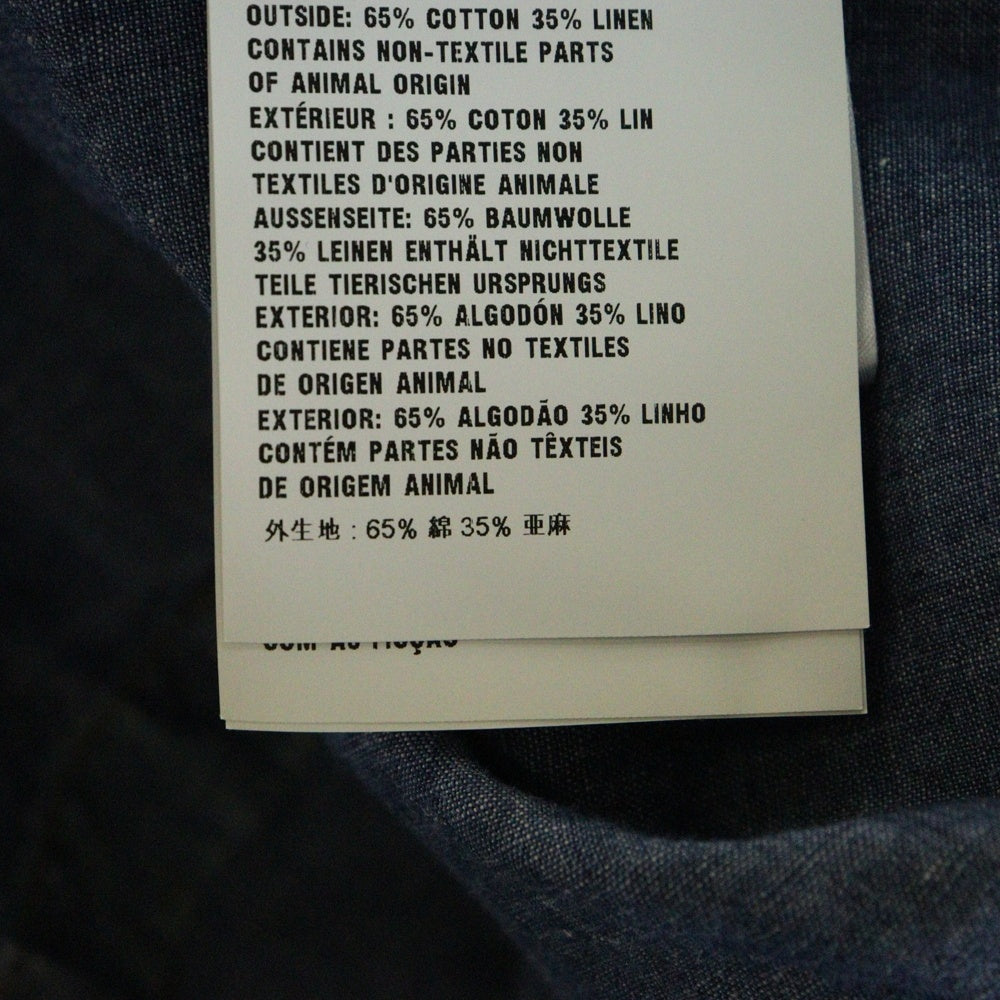 OUTSIDE: 65% COTTON 35% LINEN
CONTAINS NON-TEXTILE PARTS
OF ANIMAL ORIGIN
EXTÉRIEUR : 65% COTON 35% LIN
CONTIENT DES PARTIES NON
TEXTILES D'ORIGINE ANIMALE
AUSSENSEITE: 65% BAUMWOLLE
35% LEINEN ENTHÄLT NICHTTEXTILE
TEILE TIERISCHEN URSPRUNGS
EXTERIOR: 65% ALGODÓN 35% LINO
CONTIENE PARTES NO TEXTILES
DE ORIGEN ANIMAL
EXTERIOR: 65% ALGODÃO 35% LINHO
CONTÉM PARTES NÃO TÊXTEIS
DE ORIGEM ANIMAL
外生地 : 65% 綿 35% 亜麻